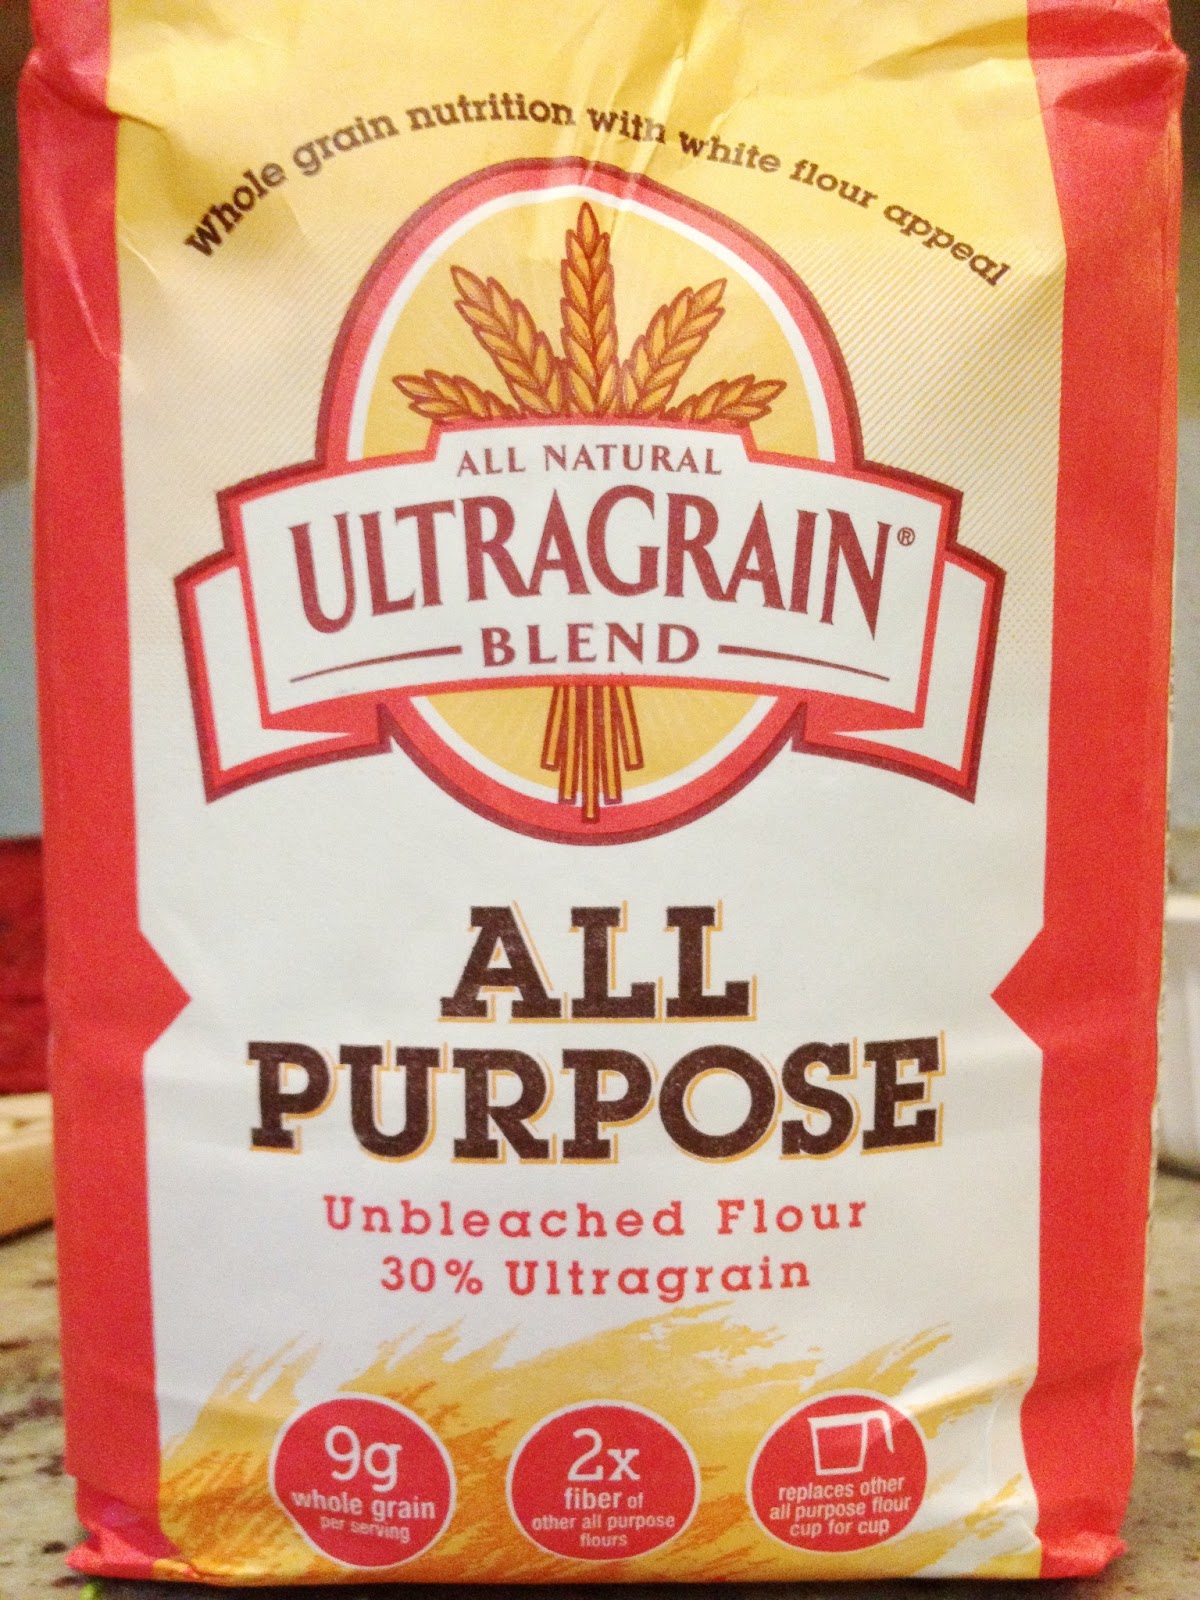 Whole grain nutrition with white flour appeal
ALL NATURAL
ULTRAGRAIN®
BLEND
ALL
PURPOSE
Unbleached Flour
30% Ultragrain
9g
whole grain
per serving
2x
fiber of
other all purpose
flours
replaces other
all purpose flour
cup for cup